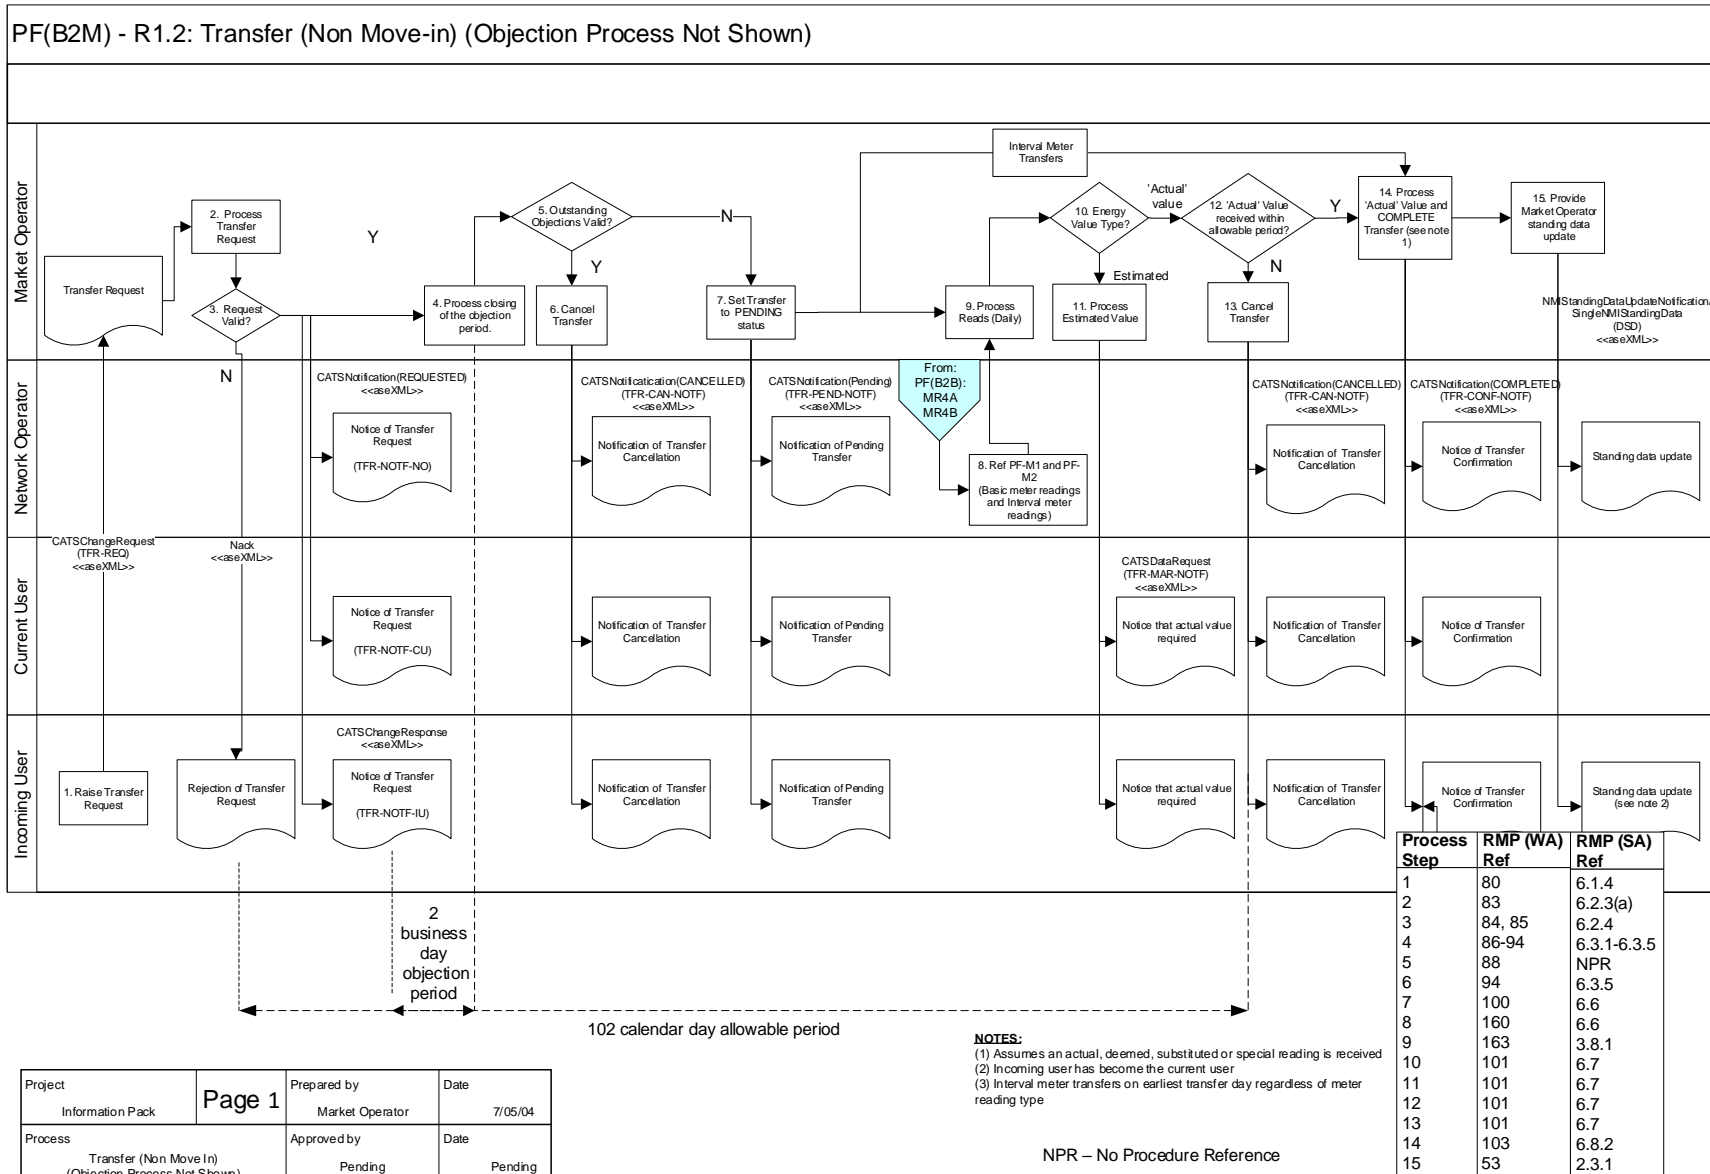 PF(B2M) - R1.2: Transfer (Non Move-in) (Objection Process Not Shown)
Market Operator
Transfer Request
2. Process
Transfer
Request
3. Request
Valid?
Y
N
4. Process closing
of the objection
period.
5. Outstanding
Objections Valid?
N
Y
6. Cancel
Transfer
7. Set Transfer
to PENDING
status
Interval Meter
Transfers
9. Process
Reads (Daily)
10. Energy
Value Type?
'Actual'
value
Estimated
11. Process
Estimated Value
12. 'Actual' Value
received within
allowable period?
Y
N
13. Cancel
Transfer
14. Process
'Actual' Value and
COMPLETE
Transfer (see note
1)
15. Provide
Market Operator
standing data
update
NMIStandingDataUpdateNotification/
SingleNMIStandingData
(DSD)
<<aseXML>>
Network Operator
CATSNotification(REQUESTED)
<<aseXML>>
Notice of Transfer
Request
(TFR-NOTF-NO)
CATSNotificatication(CANCELLED)
(TFR-CAN-NOTF)
<<aseXML>>
Notification of Transfer
Cancellation
CATSNotification(Pending)
(TFR-PEND-NOTF)
<<aseXML>>
Notification of Pending
Transfer
From:
PF(B2B):
MR4A
MR4B
8. Ref PF-M1 and PF-
M2
(Basic meter readings
and Interval meter
readings)
CATSNotification(CANCELLED)
(TFR-CAN-NOTF)
<<aseXML>>
Notification of Transfer
Cancellation
CATSNotification(COMPLETED)
(TFR-CONF-NOTF)
<<aseXML>>
Notice of Transfer
Confirmation
Standing data update
Current User
CATSChangeRequest
(TFR-REQ)
<<aseXML>>
Nack
<<aseXML>>
Notice of Transfer
Request
(TFR-NOTF-CU)
Notification of Transfer
Cancellation
Notification of Pending
Transfer
CATSDataRequest
(TFR-MAR-NOTF)
<<aseXML>>
Notice that actual value
required
Notification of Transfer
Cancellation
Notice of Transfer
Confirmation
Incoming User
1. Raise Transfer
Request
Rejection of Transfer
Request
CATSChangeResponse
<<aseXML>>
Notice of Transfer
Request
(TFR-NOTF-IU)
Notification of Transfer
Cancellation
Notification of Pending
Transfer
Notice that actual value
required
Notification of Transfer
Cancellation
Notice of Transfer
Confirmation
Standing data update
(see note 2)
2
business
day
objection
period
102 calendar day allowable period
Process Step RMP (WA) Ref RMP (SA) Ref
1 80 6.1.4
2 83 6.2.3(a)
3 84, 85 6.2.4
4 86-94 6.3.1-6.3.5
5 88 NPR
6 94 6.3.5
7 100 6.6
8 160 6.6
9 163 3.8.1
10 101 6.7
11 101 6.7
12 101 6.7
13 101 6.7
14 103 6.8.2
15 53 2.3.1
NOTES:
(1) Assumes an actual, deemed, substituted or special reading is received
(2) Incoming user has become the current user
(3) Interval meter transfers on earliest transfer day regardless of meter
reading type
NPR – No Procedure Reference
Project
Information Pack
Page 1
Prepared by
Market Operator
Date
7/05/04
Process
Transfer (Non Move In)
(Objection Process Not Shown)
Approved by
Pending
Date
Pending